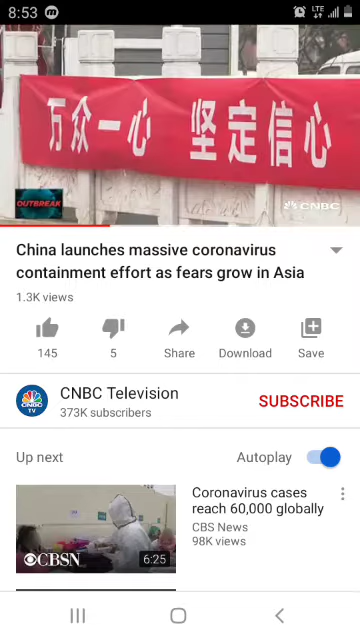 8:53
LTE
万众一心 坚定信心
OUTBREAK
CNBC
China launches massive coronavirus
containment effort as fears grow in Asia
1.3K views
145
5
Share
Download
Save
CNBC
TV
CNBC Television
373K subscribers
SUBSCRIBE
Up next
Autoplay
Coronavirus cases
reach 60,000 globally
CBS News
98K views
CBSN
6:25